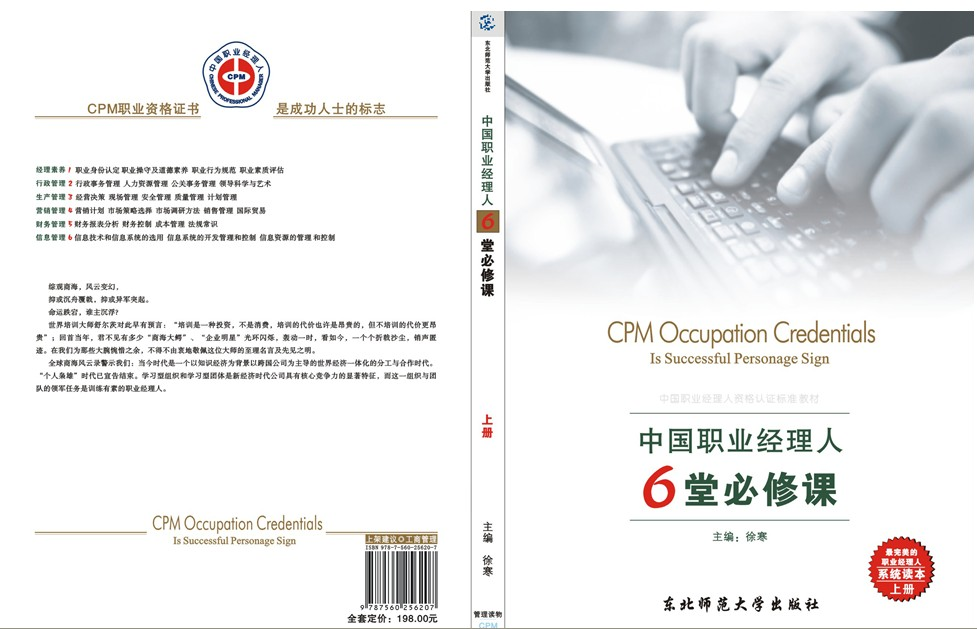 中国职业经理人
CPM
CHINESE PROFESSIONAL MANAGER
CPM职业资格证书 是成功人士的标志
经理素养 1 职业身份认定 职业操守及道德素养 职业行为规范 职业素质评估
行政管理 2 行政事务管理 人力资源管理 公关事务管理 领导科学与艺术
生产管理 3 经营决策 现场管理 安全管理 质量管理 计划管理
营销管理 4 营销计划 市场策略选择 市场调研方法 销售管理 国际贸易
财务管理 5 财务报表分析 财务控制 成本管理 法规常识
信息管理 6 信息技术和信息系统的选用 信息系统的开发管理和控制 信息资源的管理和控制
综观商海，风云变幻，
抑或沉舟覆载，抑或异军突起。
命运跌宕，谁主沉浮？
世界培训大师舒尔茨对此早有预言：“培训是一种投资，不是消费，培训的代价也许是昂贵的，但不培训的代价更昂
贵”；回首当年，君不见有多少“商海大鳄”、“企业明星”光环闪烁，轰动一时，看如今，一个个折戟沙尘，销声匿
迹。在我们为那些大腕惋惜之余，不得不由衷地敬佩这位大师的至理名言及先见之明。
全球商海风云录警示我们：当今时代是一个以知识经济为背景以跨国公司为主导的世界经济一体化的分工与合作时代。
“个人枭雄”时代已宣告结束。学习型组织和学习型团体是新经济时代公司具有核心竞争力的显著特征，而这一组织与团
队的领军任务是训练有素的职业经理人。
CPM Occupation Credentials
Is Successful Personage Sign
上架建议 工商管理
ISBN 978-7-560-25620-7
9 787560 256207
全套定价：198.00元
东北师范大学出版社
中国职业经理人
6
堂必修课
上册
主编 徐寒
管理读物
CPM
CPM Occupation Credentials
Is Successful Personage Sign
中国职业经理人资格认证标准教材
中国职业经理人
6堂必修课
主编：徐寒
最完美的
职业经理人
系统读本
上册
东北师范大学出版社